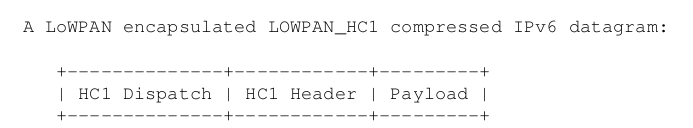 A LoWPAN encapsulated LOWPAN_HC1 compressed IPv6 datagram:
+--------------+------------+---------+
| HC1 Dispatch | HC1 Header | Payload |
+--------------+------------+---------+